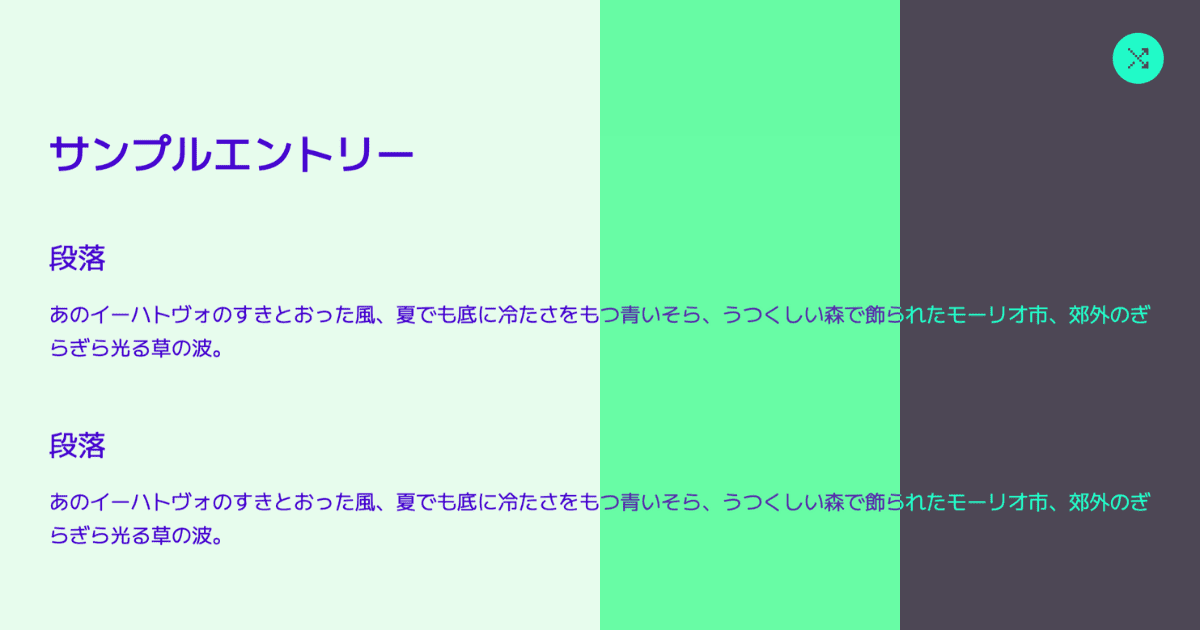 サンプルエントリー
段落
あのイーハトヴォのすきとおった風、夏でも底に冷たさをもつ青いそら、うつくしい森で飾られたモーリオ市、郊外のぎ
らぎら光る草の波。
段落
あのイーハトヴォのすきとおった風、夏でも底に冷たさをもつ青いそら、うつくしい森で飾られたモーリオ市、郊外のぎ
らぎら光る草の波。